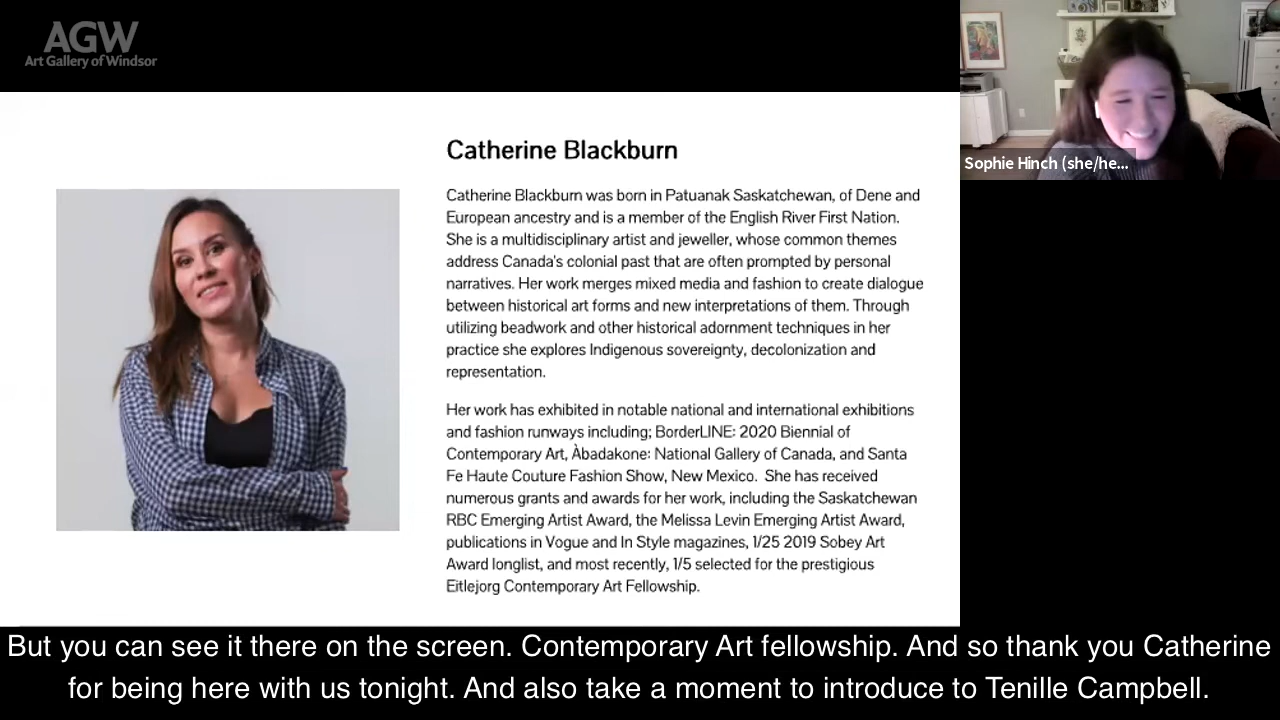 AGW
Art Gallery of Windsor
Sophie Hinch (she/he...
Catherine Blackburn
Catherine Blackburn was born in Patuanak Saskatchewan, of Dene and
European ancestry and is a member of the English River First Nation.
She is a multidisciplinary artist and jeweller, whose common themes
address Canada's colonial past that are often prompted by personal
narratives. Her work merges mixed media and fashion to create dialogue
between historical art forms and new interpretations of them. Through
utilizing beadwork and other historical adornment techniques in her
practice she explores Indigenous sovereignty, decolonization and
representation.
Her work has exhibited in notable national and international exhibitions
and fashion runways including; BorderLINE: 2020 Biennial of
Contemporary Art, Àbadakone: National Gallery of Canada, and Santa
Fe Haute Couture Fashion Show, New Mexico. She has received
numerous grants and awards for her work, including the Saskatchewan
RBC Emerging Artist Award, the Melissa Levin Emerging Artist Award,
publications in Vogue and In Style magazines, 1/25 2019 Sobey Art
Award longlist, and most recently, 1/5 selected for the prestigious
Eitlejorg Contemporary Art Fellowship.
But you can see it there on the screen. Contemporary Art fellowship. And so thank you Catherine
for being here with us tonight. And also take a moment to introduce to Tenille Campbell.